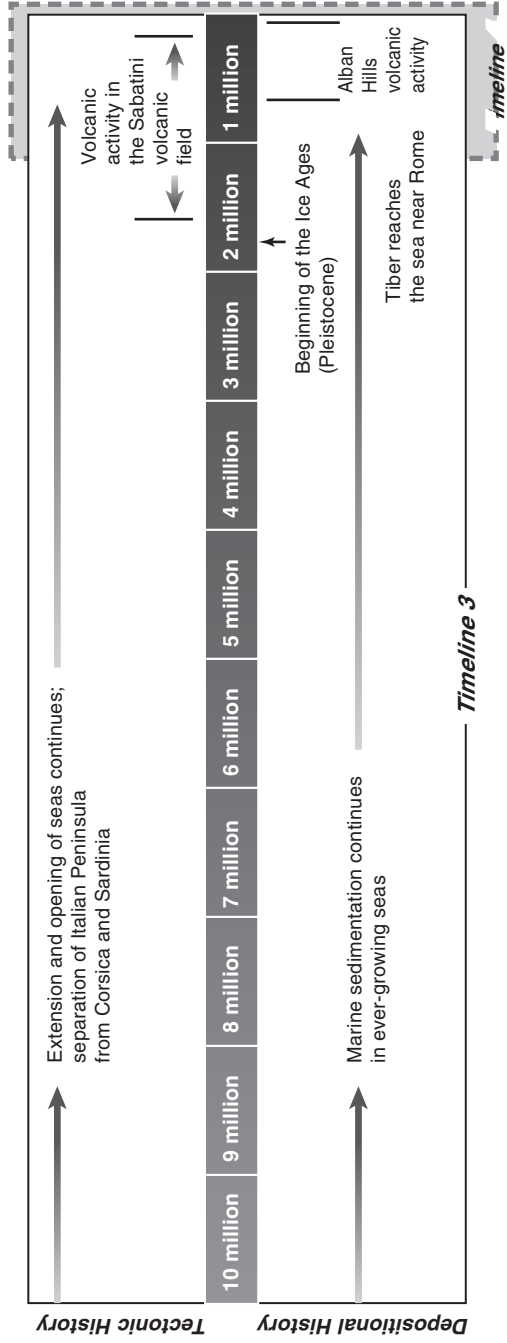 Tectonic History
Extension and opening of seas continues;
separation of Italian Peninsula
from Corsica and Sardinia
Volcanic
activity in
the Sabatini
volcanic
field
10 million
9 million
8 million
7 million
6 million
5 million
4 million
3 million
2 million
1 million
Depositional History
Marine sedimentation continues
in ever-growing seas
Beginning of the Ice Ages
(Pleistocene)
Tiber reaches
the sea near Rome
Alban
Hills
volcanic
activity
Timeline 3